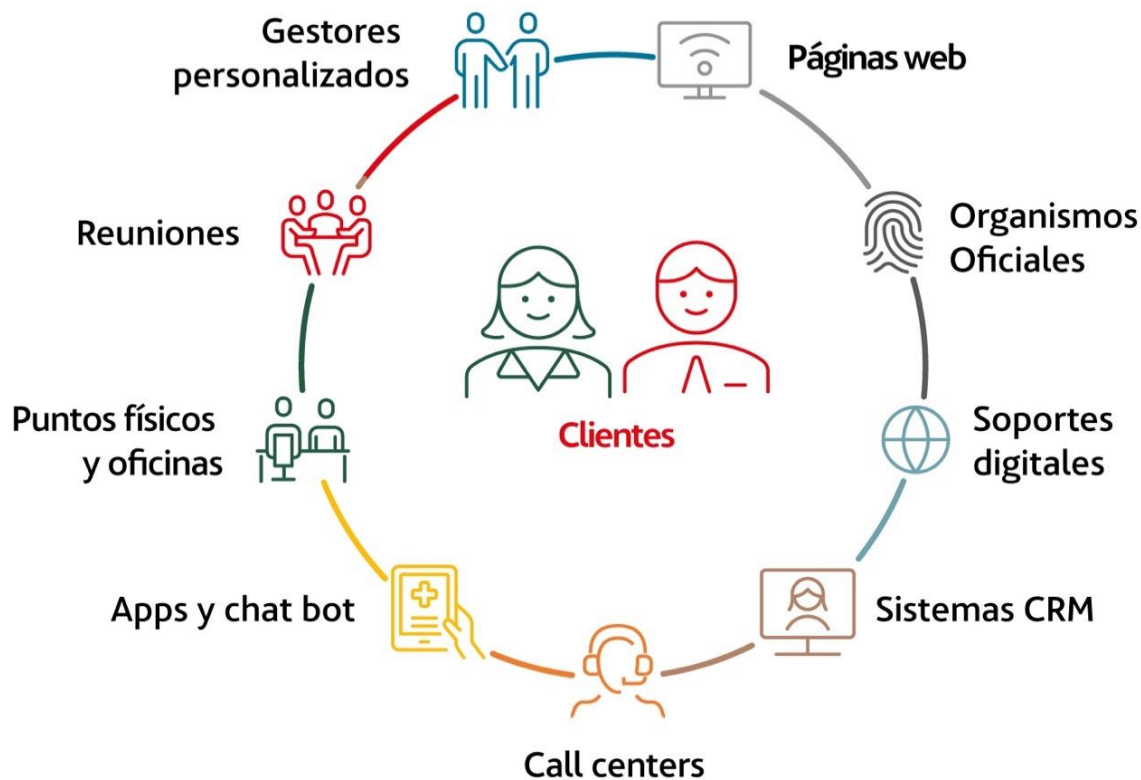 Gestores
personalizados
Páginas web
Organismos
Oficiales
Soportes
digitales
Sistemas CRM
Call centers
Apps y chat bot
Puntos físicos
y oficinas
Reuniones
Clientes